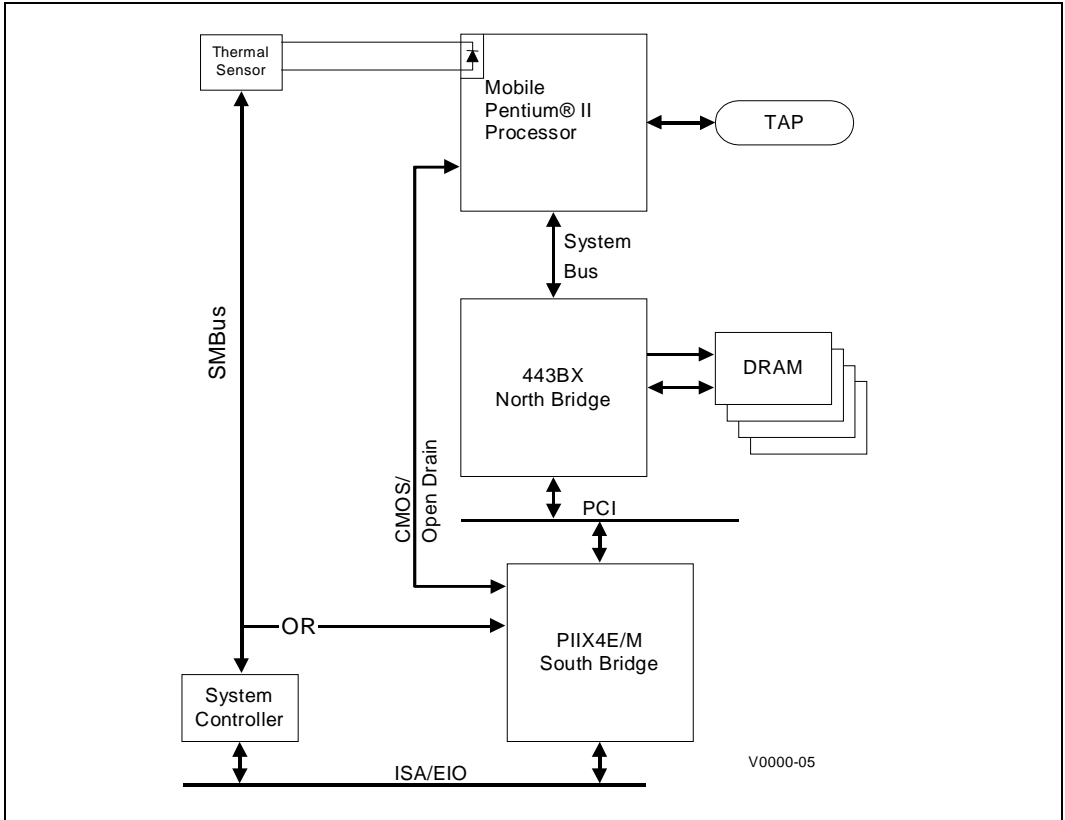 Thermal
Sensor
Mobile
Pentium® II
Processor
TAP
System
Bus
SMBus
443BX
North Bridge
DRAM
CMOS/
Open Drain
PCI
OR
PIIX4E/M
South Bridge
System
Controller
ISA/EIO
V0000-05